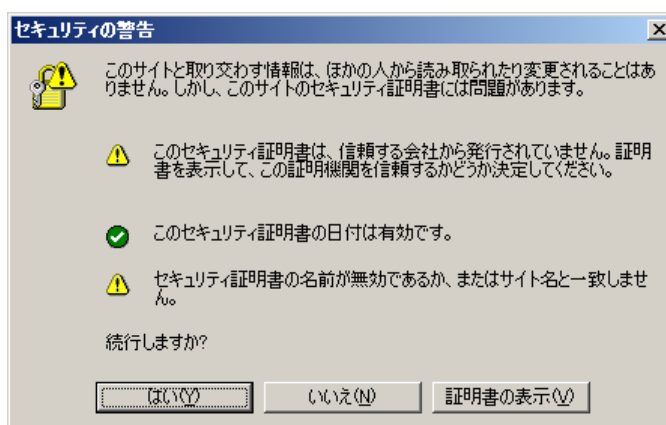 セキュリティの警告
このサイトと取り交わす情報は、ほかの人から読み取られたり変更されることはあ
りません。しかし、このサイトのセキュリティ証明書には問題があります。
このセキュリティ証明書は、信頼する会社から発行されていません。証明
書を表示して、この証明機関を信頼するかどうか決定してください。
このセキュリティ証明書の日付は有効です。
セキュリティ証明書の名前が無効であるか、またはサイト名と一致しませ
ん。
続行しますか?
はい(Y) いいえ(N) 証明書の表示(V)